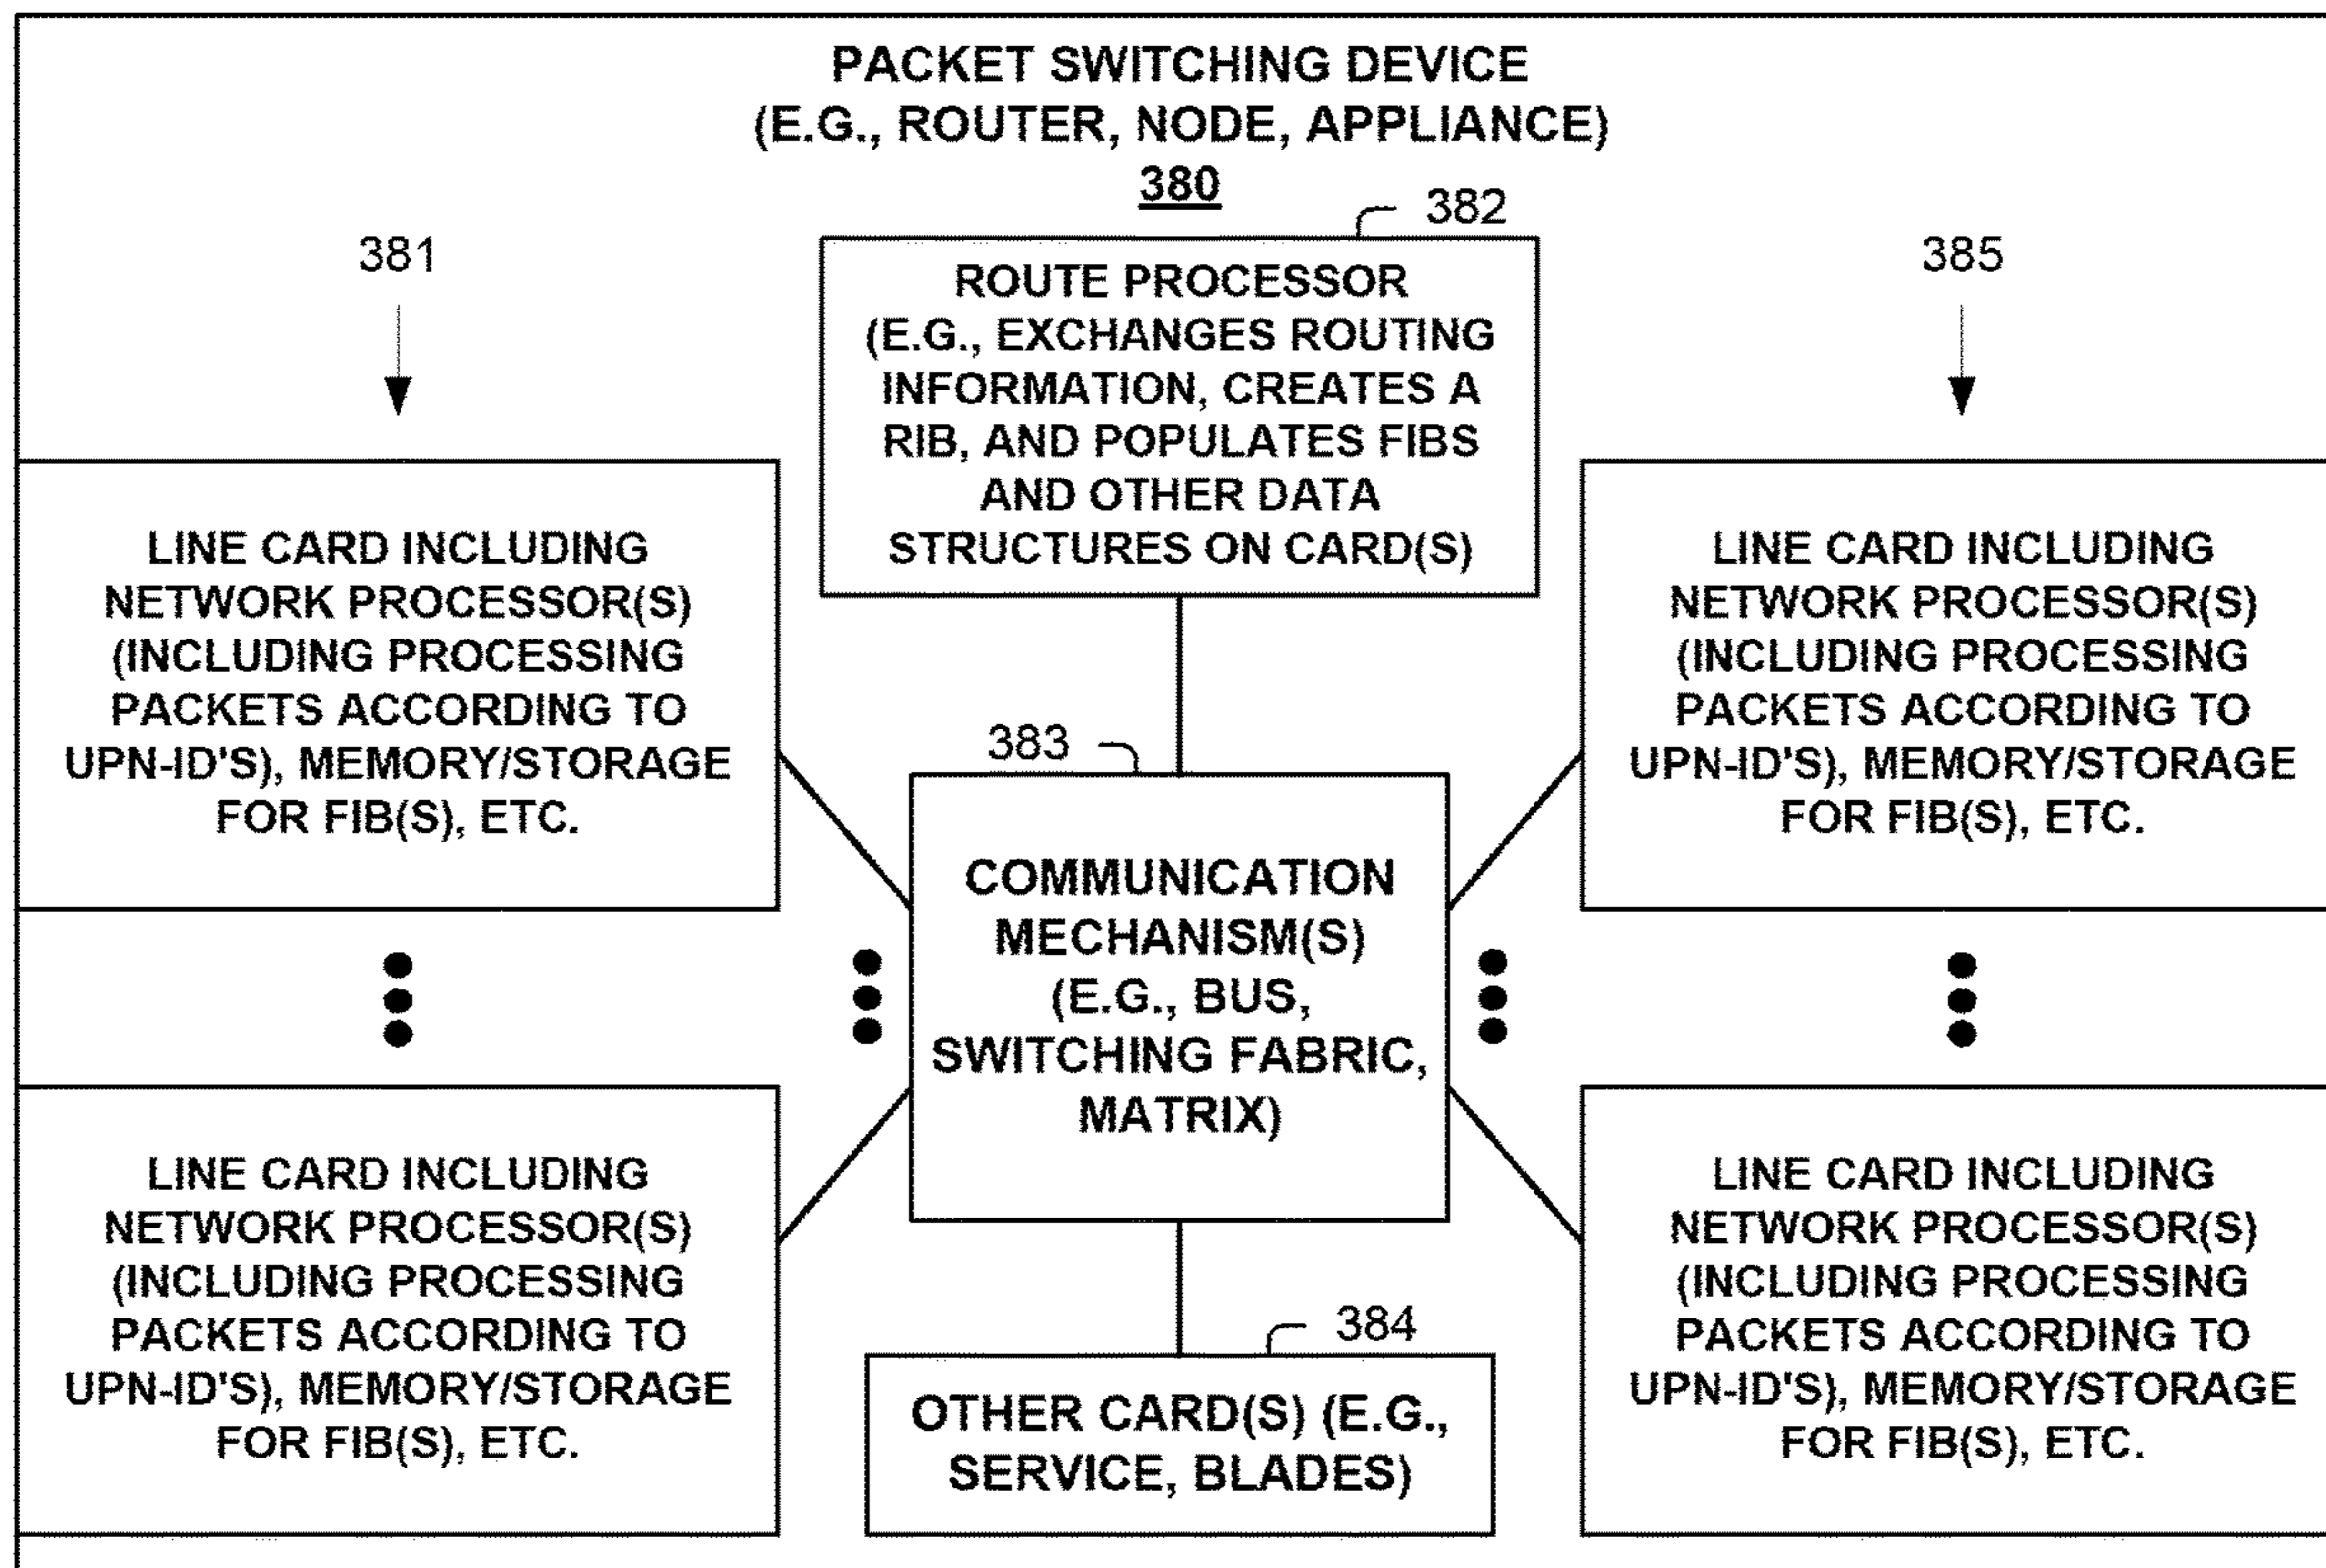 PACKET SWITCHING DEVICE
(E.G., ROUTER, NODE, APPLIANCE)
380
382
381
385
ROUTE PROCESSOR
(E.G., EXCHANGES ROUTING
INFORMATION, CREATES A
RIB, AND POPULATES FIBS
AND OTHER DATA
STRUCTURES ON CARD(S)
LINE CARD INCLUDING
NETWORK PROCESSOR(S)
(INCLUDING PROCESSING
PACKETS ACCORDING TO
UPN-ID'S), MEMORY/STORAGE
FOR FIB(S), ETC.
LINE CARD INCLUDING
NETWORK PROCESSOR(S)
(INCLUDING PROCESSING
PACKETS ACCORDING TO
UPN-ID'S), MEMORY/STORAGE
FOR FIB(S), ETC.
383
COMMUNICATION
MECHANISM(S)
(E.G., BUS,
SWITCHING FABRIC,
MATRIX)
LINE CARD INCLUDING
NETWORK PROCESSOR(S)
(INCLUDING PROCESSING
PACKETS ACCORDING TO
UPN-ID'S), MEMORY/STORAGE
FOR FIB(S), ETC.
384
OTHER CARD(S) (E.G.,
SERVICE, BLADES)
LINE CARD INCLUDING
NETWORK PROCESSOR(S)
(INCLUDING PROCESSING
PACKETS ACCORDING TO
UPN-ID'S), MEMORY/STORAGE
FOR FIB(S), ETC.